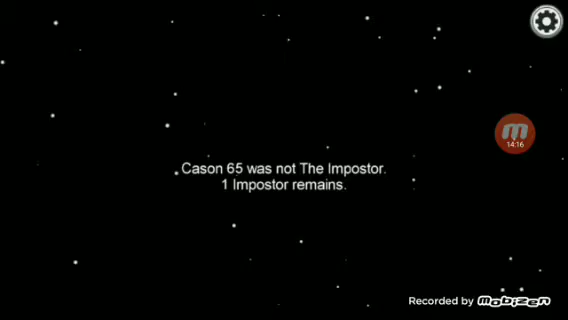 14:16
Cason 65 was not The Impostor.
1 Impostor remains.
Recorded by Mobizen